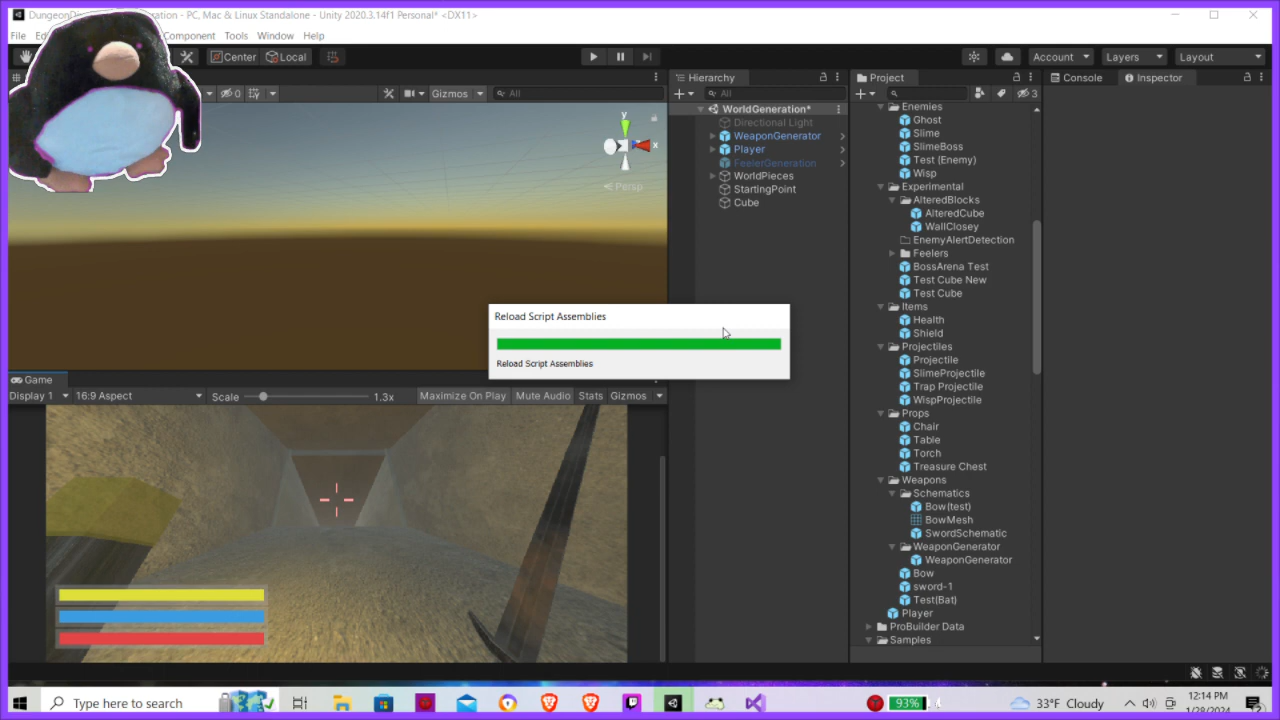 eration - PC, Mac & Linux Standalone - Unity 2020.3.14f1 Personal* <DX11>
File
Component Tools Window Help
Center Local
Account Layers Layout
0 Gizmos All
y
x
Persp
Hierarchy
All
WorldGeneration*
Directional Light
WeaponGenerator
Player
FeelerGeneration
WorldPieces
StartingPoint
Cube
Project
3
Enemies
Ghost
Slime
SlimeBoss
Test (Enemy)
Wisp
Experimental
AlteredBlocks
AlteredCube
WallClosey
EnemyAlertDetection
Feelers
BossArena Test
Test Cube New
Test Cube
Items
Health
Shield
Projectiles
Projectile
SlimeProjectile
Trap Projectile
WispProjectile
Props
Chair
Table
Torch
Treasure Chest
Weapons
Schematics
Bow(test)
BowMesh
SwordSchematic
WeaponGenerator
WeaponGenerator
Bow
sword-1
Test(Bat)
Player
ProBuilder Data
Samples
Console Inspector
Reload Script Assemblies
Reload Script Assemblies
Game
Display 1 16:9 Aspect Scale 1.3x Maximize On Play Mute Audio Stats Gizmos
Type here to search
93%
33°F Cloudy
12:14 PM
1/28/2024